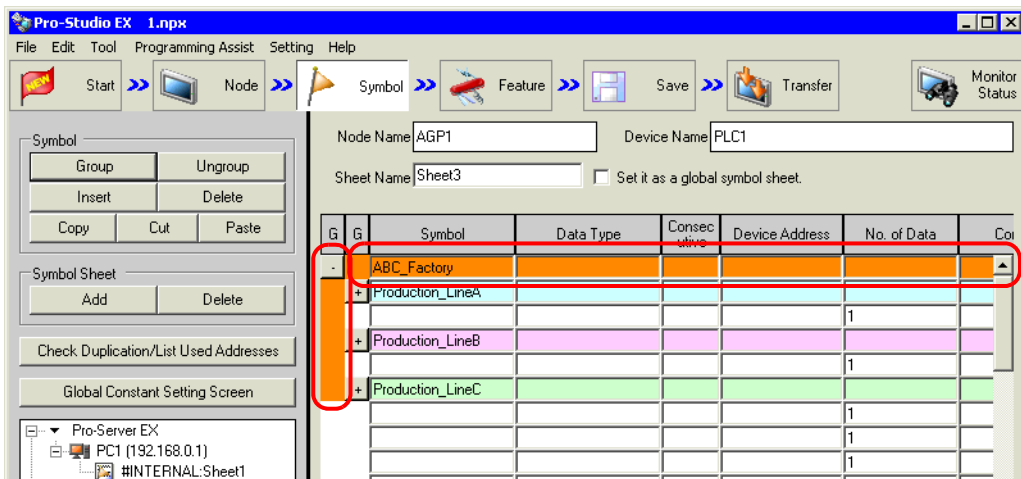 Pro-Studio EX 1.npx
File Edit Tool Programming Assist Setting Help
NEW Start Node Symbol Feature Save Transfer Monitor Status
Symbol
Group Ungroup
Insert Delete
Copy Cut Paste
Symbol Sheet
Add Delete
Check Duplication/List Used Addresses
Global Constant Setting Screen
Pro-Server EX
PC1 (192.168.0.1)
#INTERNAL:Sheet1
Node Name AGP1 Device Name PLC1
Sheet Name Sheet3 Set it as a global symbol sheet.
G G Symbol Data Type Consec utive Device Address No. of Data Co
- ABC_Factory
+ Production_LineA
1
+ Production_LineB
1
+ Production_LineC
1
1
1